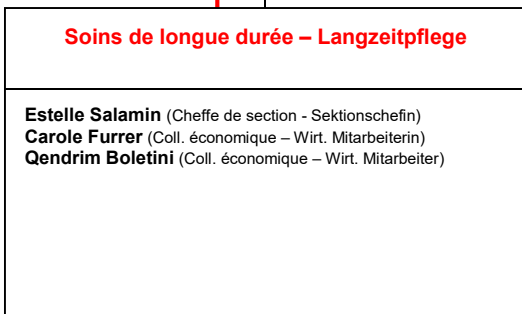 Soins de longue durée – Langzeitpflege
Estelle Salamin (Cheffe de section - Sektionschefin)
Carole Furrer (Coll. économique – Wirt. Mitarbeiterin)
Qendrim Boletini (Coll. économique – Wirt. Mitarbeiter)